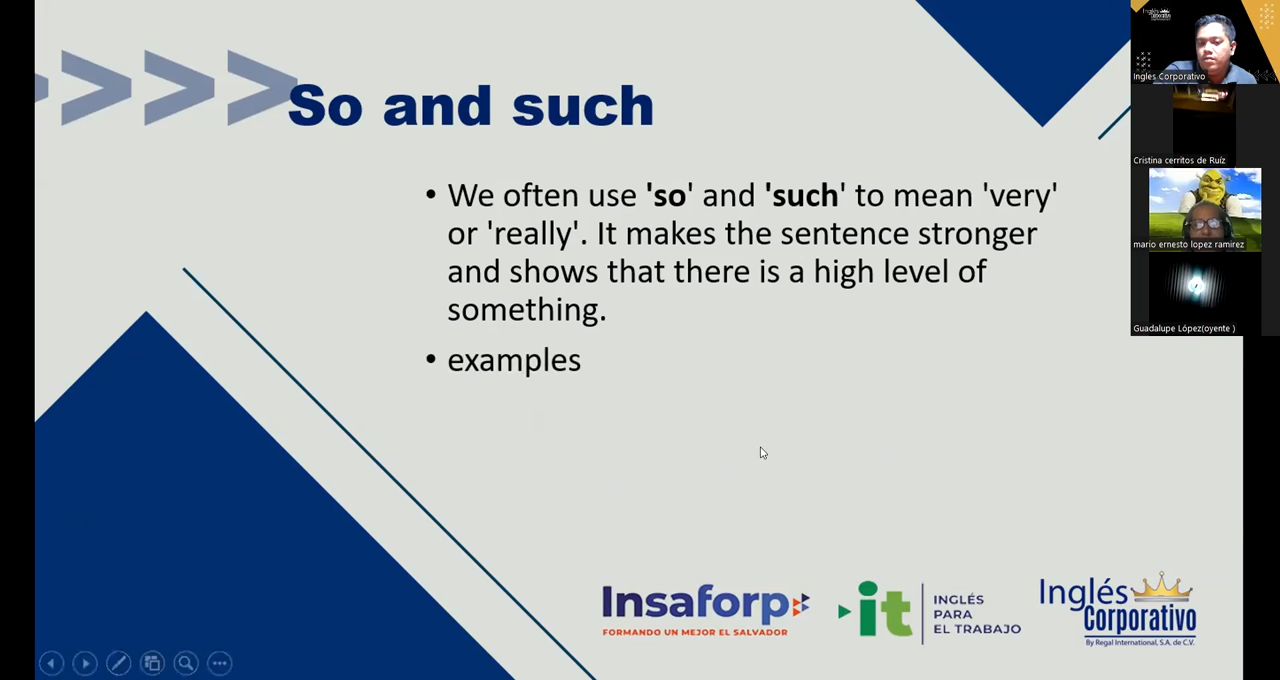 So and such
• We often use 'so' and 'such' to mean 'very'
or 'really'. It makes the sentence stronger
and shows that there is a high level of
something.
• examples
Insaforp
FORMANDO UN MEJOR EL SALVADOR
it
INGLÉS
PARA
EL TRABAJO
Inglés
Corporativo
By Regal International, S.A. de C.V.
Inglés
Corporativo
Ingles Corporativo
Cristina cerritos de Ruíz
mario ernesto lopez ramirez
Guadalupe López(oyente )